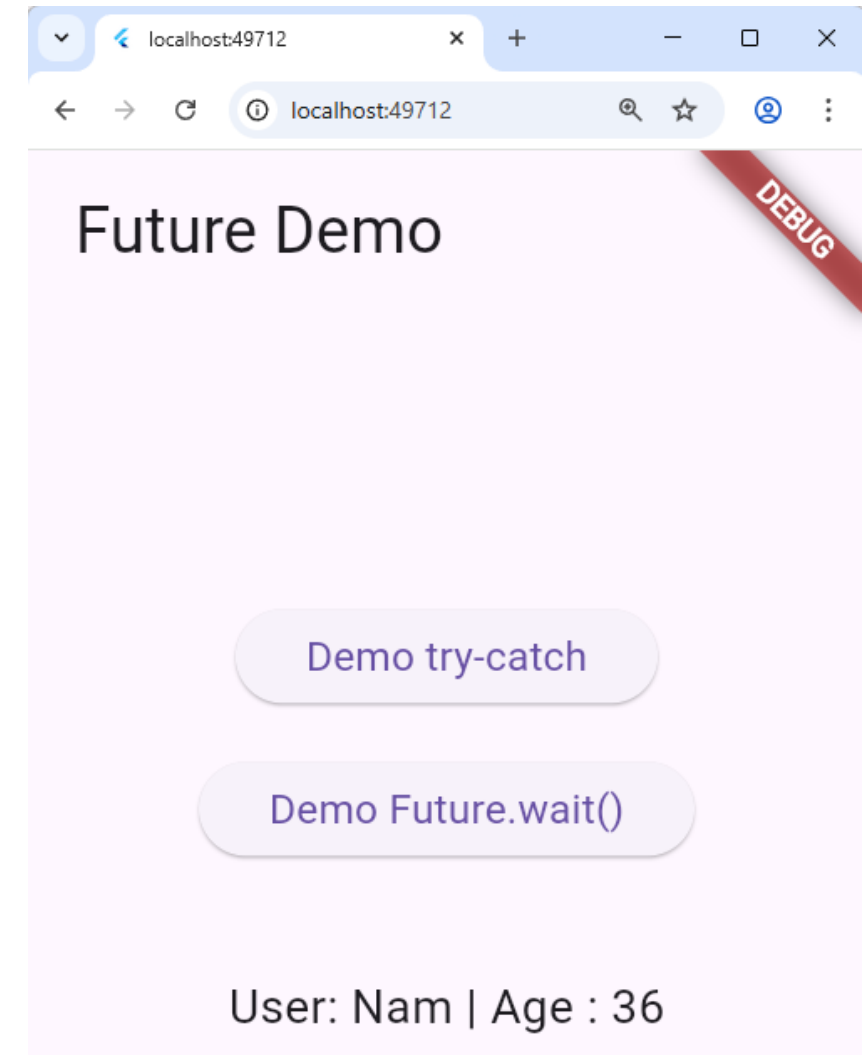 localhost:49712
localhost:49712
Future Demo
DEBUG
Demo try-catch
Demo Future.wait()
User: Nam | Age : 36